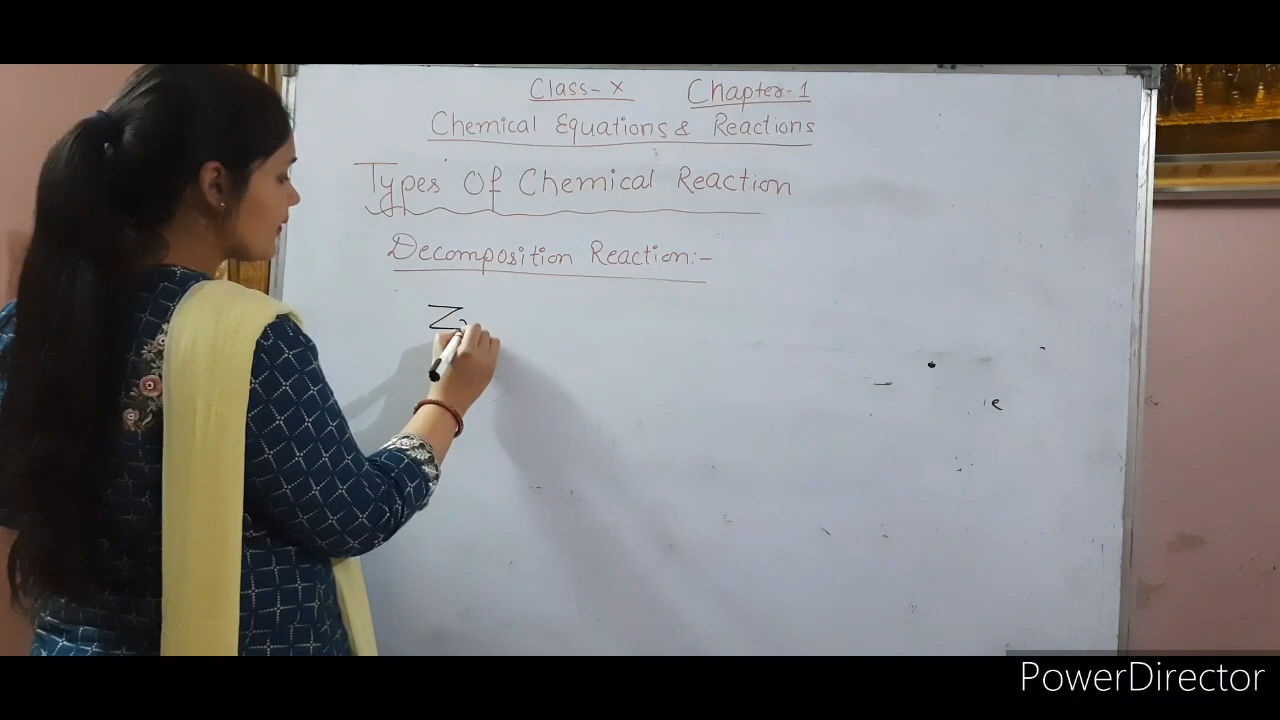 Class-X Chapter-1
Chemical Equations & Reactions
Types Of Chemical Reaction
Decomposition Reaction:-
PowerDirector